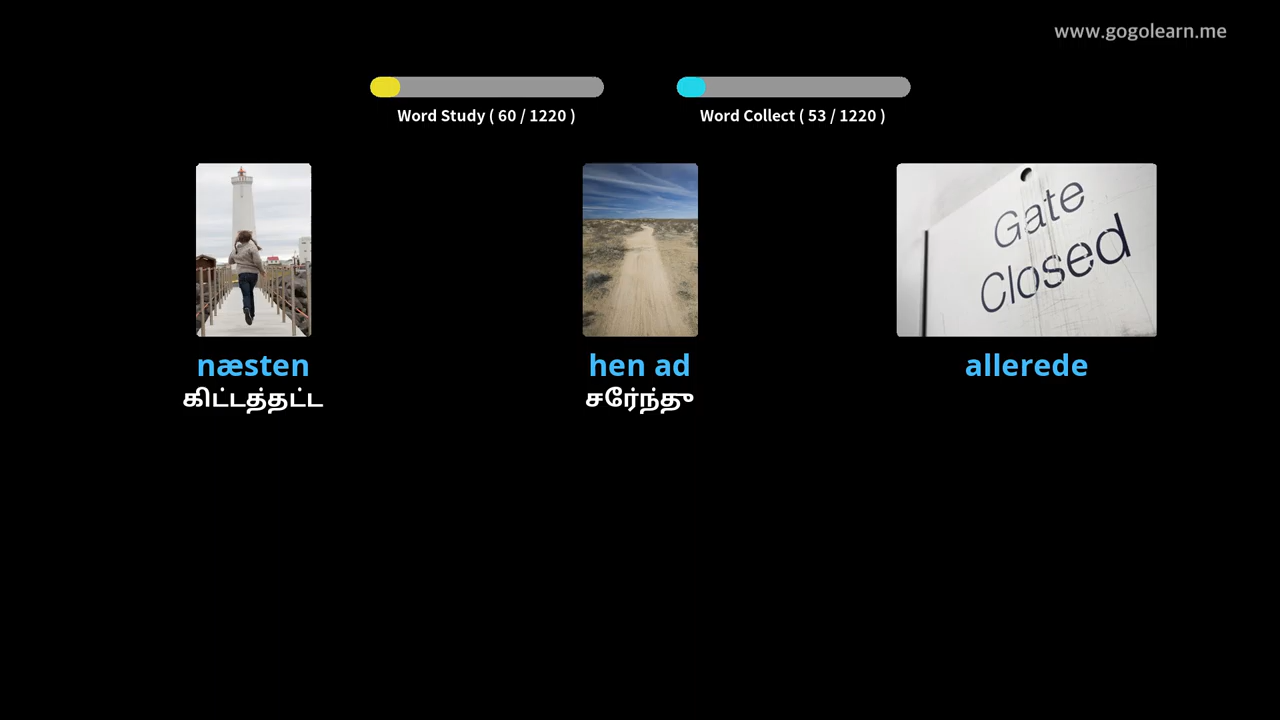 www.gogolearn.me
Word Study ( 60 / 1220 )
Word Collect ( 53 / 1220 )
Gate
Closed
næsten
hen ad
allerede
கிட்டத்தட்ட
சேர்ந்து